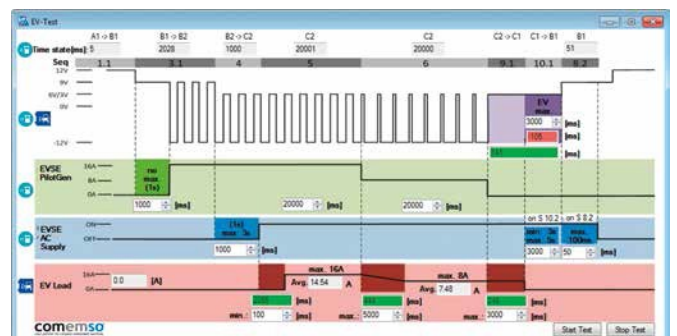 EV-Test
A1 -> B1 B1 -> B2 B2 -> C2 C2 C2 C2 -> C1 C1 -> B1 B1
Time state[ms]: 5 2028 1000 20001 20000 51
Seq 1.1 3.1 4 5 6 9.1 10.1 8.2
12V
9V
6V/3V
0V
-12V
EV
max.
3000 [ms]
[ms]
[ms]
EVSE
PilotGen
16A
8A
0A
no
max.
(1s)
1000 [ms] 20000 [ms] 20000 [ms]
on S 10.2 on S 8.2
EVSE
AC
Supply
ON
OFF
(1s)
max. 3s
max.
100ms
1000 [ms] 3000 50 [ms]
EV Load
16A
0A
0.0 [A]
max. 16A
Avg. 14.54 A
max. 8A
Avg. 7.48 A
[ms] [ms] [ms]
min.: 100 [ms] max.: 5000 [ms] max.: 3000 [ms]
comemso
Start Test Stop Test